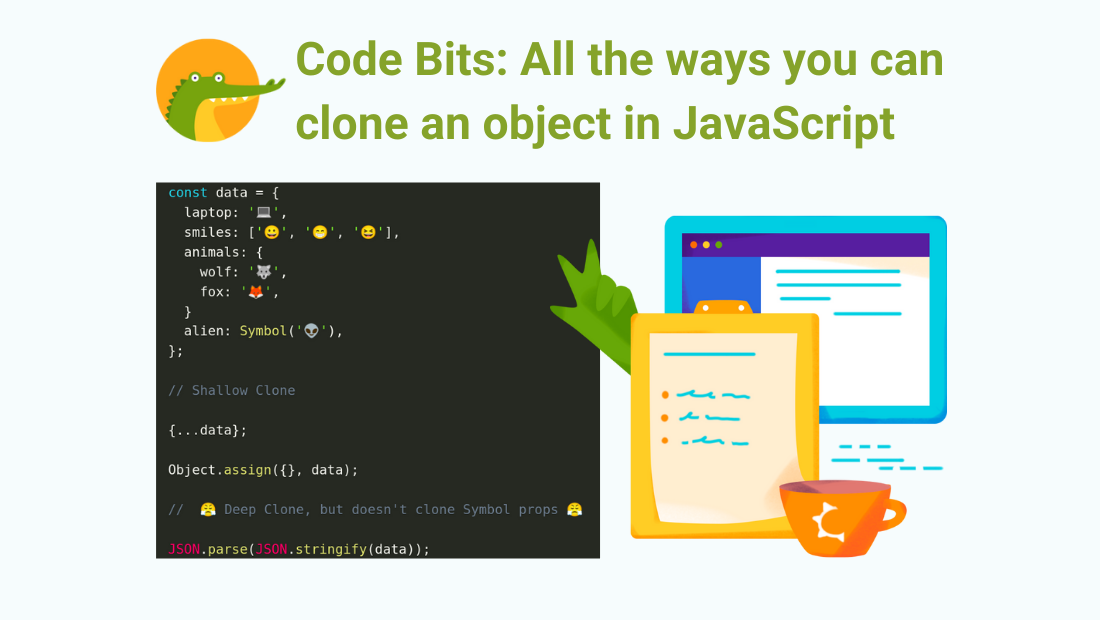 Code Bits: All the ways you can
clone an object in JavaScript
const data = {
  laptop: '💻',
  smiles: ['😀', '😁', '😆'],
  animals: {
    wolf: '🐺',
    fox: '🦊',
  }
  alien: Symbol('👽'),
};
// Shallow Clone
{...data};
Object.assign({}, data);
//  😤 Deep Clone, but doesn't clone Symbol props 😤
JSON.parse(JSON.stringify(data));